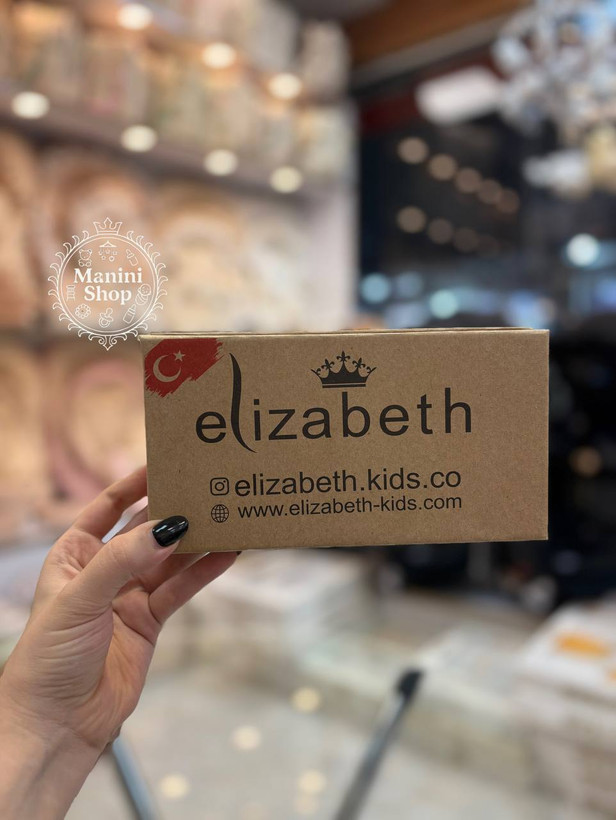 Manini
Shop
elizabeth
elizabeth.kids.co
www.elizabeth-kids.com